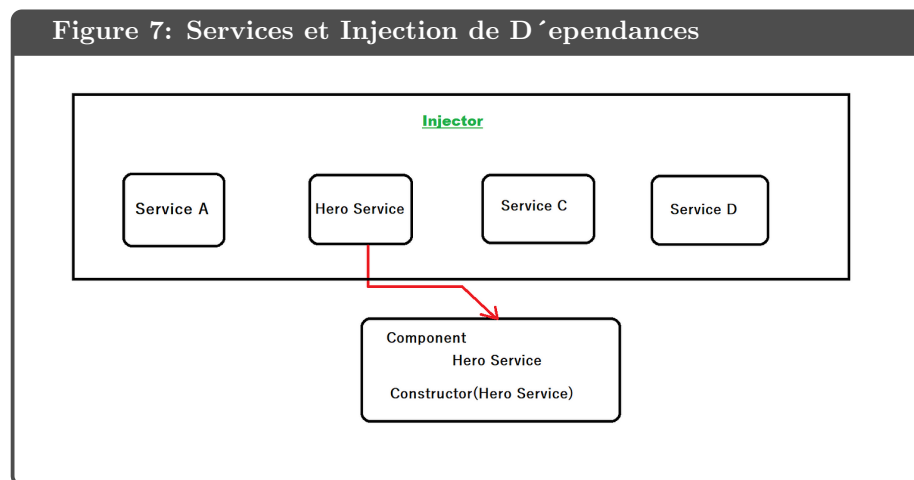 Figure 7: Services et Injection de D´ependances
Injector
Service A
Hero Service
Service C
Service D
Component
Hero Service
Constructor(Hero Service)